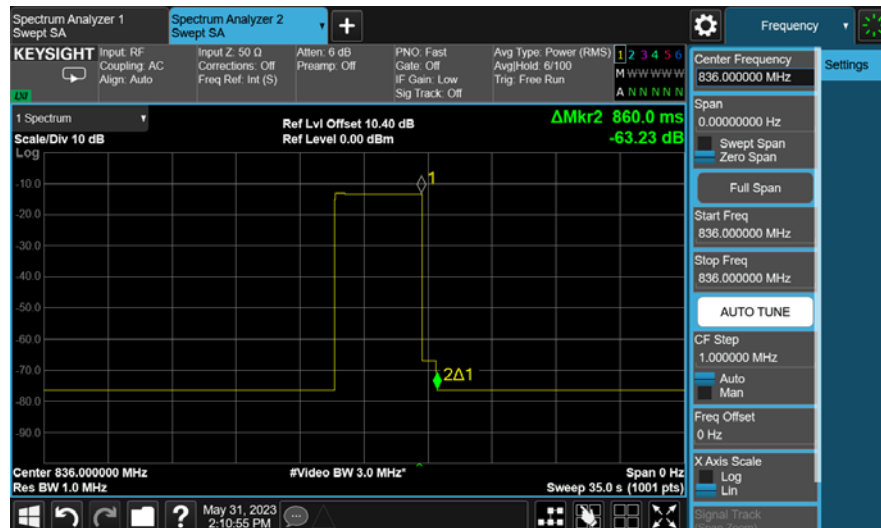 Spectrum Analyzer 1
Swept SA
Spectrum Analyzer 2
Swept SA
+
Frequency
KEYSIGHT
Input: RF
Coupling: AC
Align: Auto
Input Z: 50 Ω
Corrections: Off
Freq Ref: Int (S)
Atten: 6 dB
Preamp: Off
PNO: Fast
Gate: Off
IF Gain: Low
Sig Track: Off
Avg Type: Power (RMS)
Avg|Hold: 6/100
Trig: Free Run
1 2 3 4 5 6
M W W W W W
A N N N N N
LXI
1 Spectrum
Scale/Div 10 dB
Log
Ref Lvl Offset 10.40 dB
Ref Level 0.00 dBm
ΔMkr2 860.0 ms
-63.23 dB
-10.0
-20.0
-30.0
-40.0
-50.0
-60.0
-70.0
-80.0
-90.0
1
2Δ1
Center 836.000000 MHz
Res BW 1.0 MHz
#Video BW 3.0 MHz*
Span 0 Hz
Sweep 35.0 s (1001 pts)
?
May 31, 2023
2:10:55 PM
Center Frequency
836.000000 MHz
Span
0.00000000 Hz
Swept Span
Zero Span
Full Span
Start Freq
836.000000 MHz
Stop Freq
836.000000 MHz
AUTO TUNE
CF Step
1.000000 MHz
Auto
Man
Freq Offset
0 Hz
X Axis Scale
Log
Lin
Signal Track
Settings